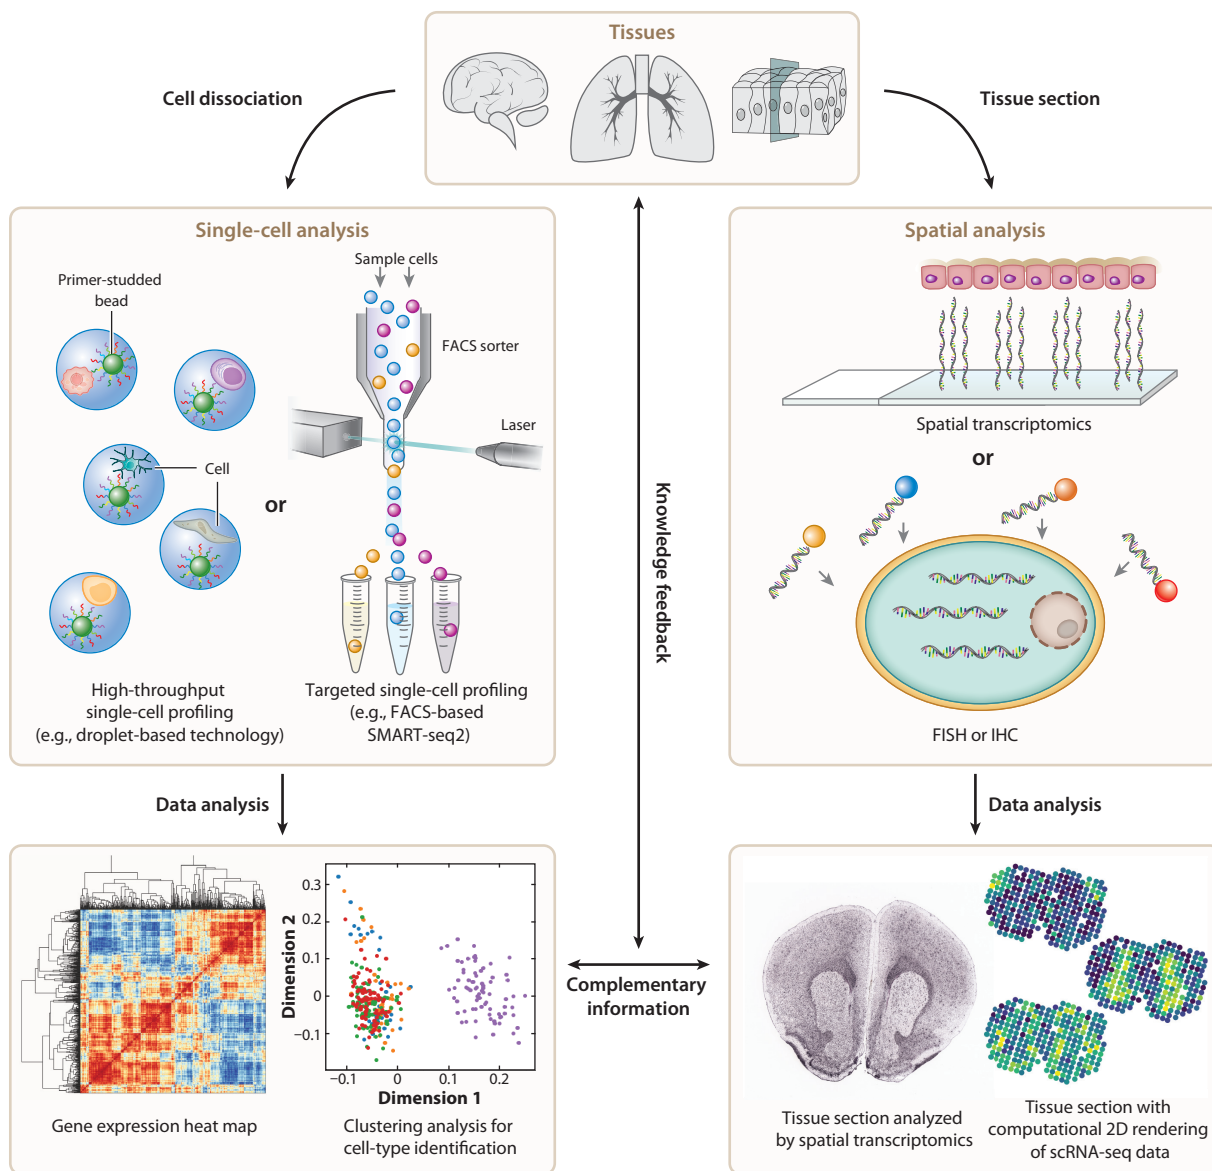 Tissues
Cell dissociation
Tissue section
Single-cell analysis
Primer-studded
bead
Sample cells
FACS sorter
Laser
Cell
or
High-throughput
single-cell profiling
(e.g., droplet-based technology)
Targeted single-cell profiling
(e.g., FACS-based
SMART-seq2)
Knowledge feedback
Spatial analysis
Spatial transcriptomics
or
FISH or IHC
Data analysis
Data analysis
Gene expression heat map
0.3
0.2
0.1
0
−0.1
Dimension 2
−0.1
0
0.1
0.2
Dimension 1
Clustering analysis for
cell-type identification
Complementary
information
Tissue section analyzed
by spatial transcriptomics
Tissue section with
computational 2D rendering
of scRNA-seq data